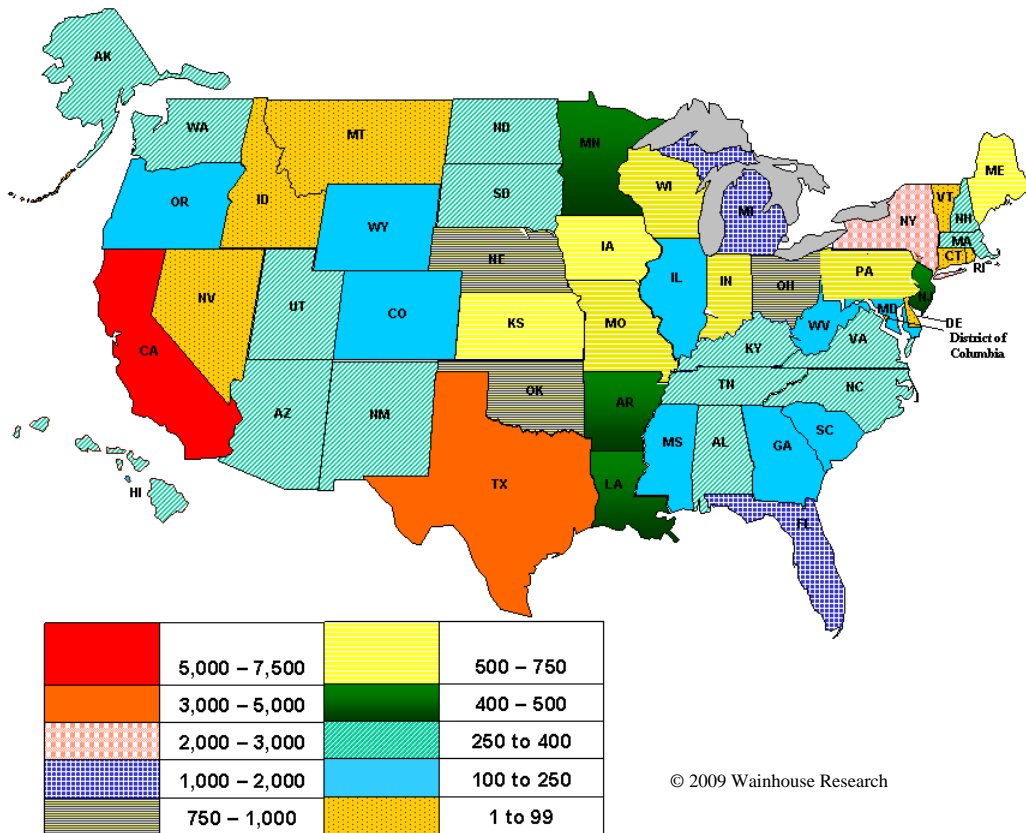 AK
WA
MT
ND
MN
ME
OR
ID
SD
WI
MI
NY
VT
NH
WY
MA
CT
RI
NE
IA
PA
NV
UT
CO
IL
IN
OH
NJ
CA
KS
MO
WV
MD
DE
District of
Columbia
VA
KY
AZ
NM
OK
AR
TN
NC
MS
AL
GA
SC
TX
LA
FL
HI
5,000 – 7,500
500 – 750
3,000 – 5,000
400 – 500
2,000 – 3,000
250 to 400
1,000 – 2,000
100 to 250
750 – 1,000
1 to 99
© 2009 Wainhouse Research